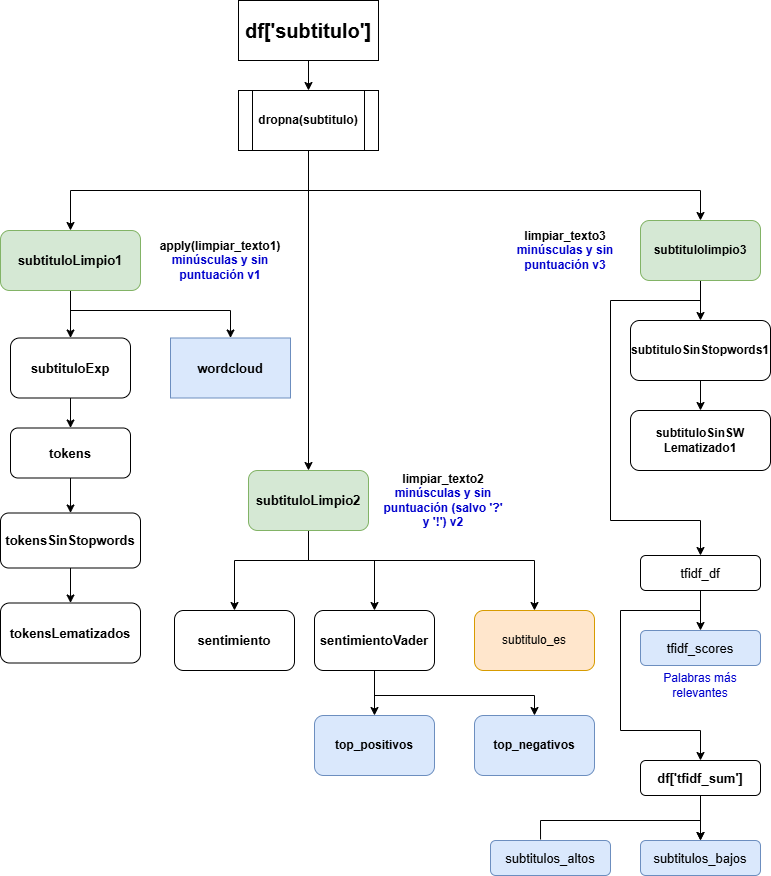 df['subtitulo']
dropna(subtitulo)
subtituloLimpio1
apply(limpiar_texto1)
minúsculas y sin
puntuación v1
limpiar_texto3
minúsculas y sin
puntuación v3
subtitulolimpio3
subtituloExp
wordcloud
subtituloSinStopwords1
tokens
subtituloSinSW
Lematizado1
subtituloLimpio2
limpiar_texto2
minúsculas y sin
puntuación (salvo '?'
y '!') v2
tokensSinStopwords
tfidf_df
tokensLematizados
sentimiento
sentimientoVader
subtitulo_es
tfidf_scores
Palabras más
relevantes
top_positivos
top_negativos
df['tfidf_sum']
subtitulos_altos
subtitulos_bajos